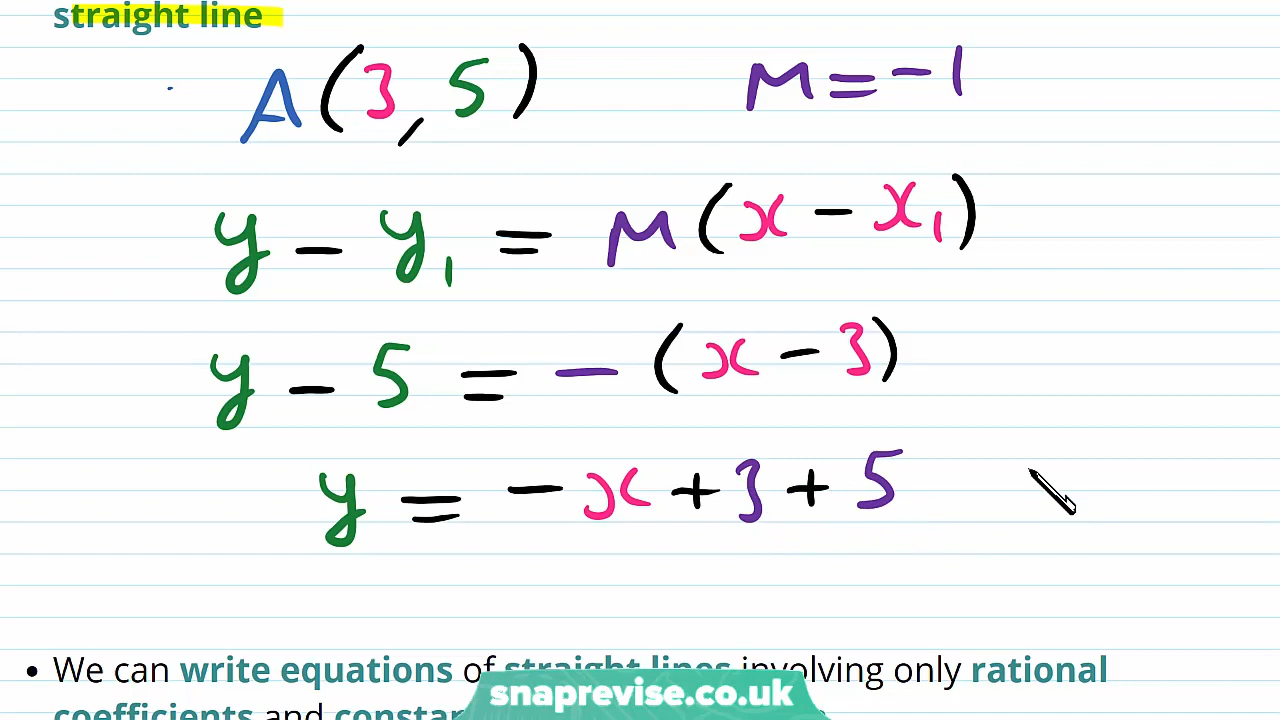 straight line
A(3,5) M=-1
y - y₁ = M(x - x₁)
y - 5 = - (x - 3)
y = - x + 3 + 5
• We can write equations of straight lines involving only rational
coefficients and
snaprevise.co.uk